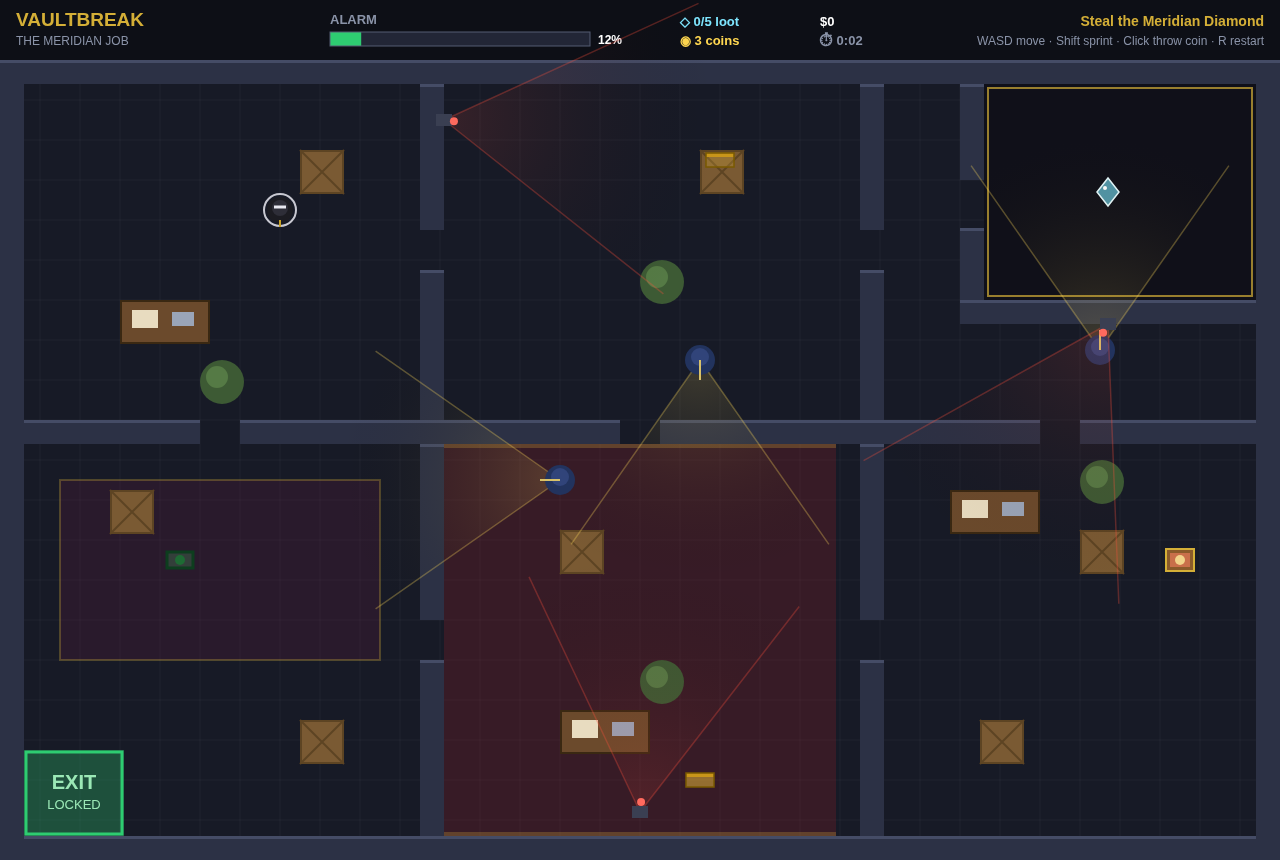 VAULTBREAK
THE MERIDIAN JOB
ALARM
12%
◇ 0/5 loot
◉ 3 coins
$0
⏱ 0:02
Steal the Meridian Diamond
WASD move · Shift sprint · Click throw coin · R restart
EXIT
LOCKED